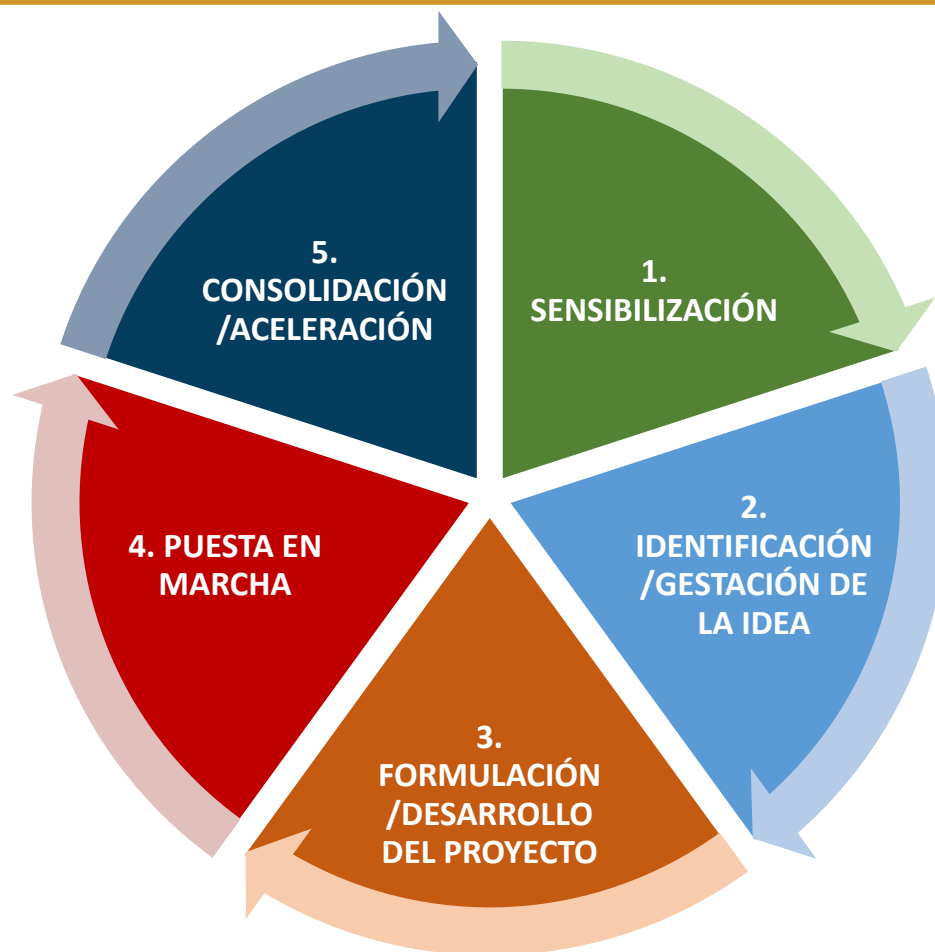 1.
SENSIBILIZACIÓN
2.
IDENTIFICACIÓN
/GESTACIÓN DE
LA IDEA
3.
FORMULACIÓN
/DESARROLLO
DEL PROYECTO
4. PUESTA EN
MARCHA
5.
CONSOLIDACIÓN
/ACELERACIÓN